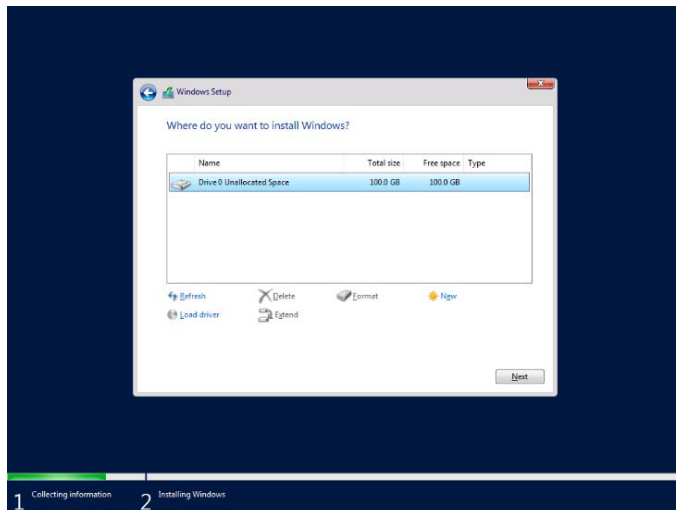 Windows Setup
Where do you want to install Windows?
Name Total size Free space Type
Drive 0 Unallocated Space 100.0 GB 100.0 GB
Refresh Delete Format New
Load driver Extend
Next
1 Collecting information 2 Installing Windows